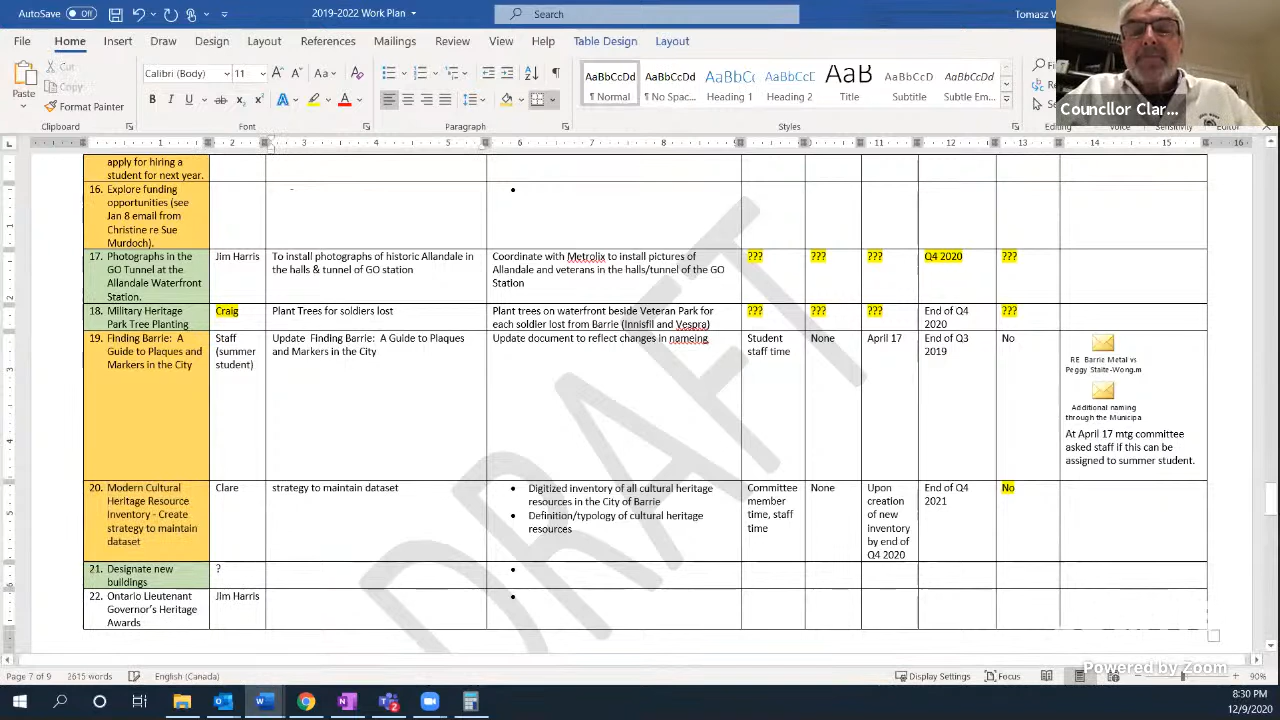 AutoSave Off 2019-2022 Work Plan Search Tomasz W
File Home Insert Draw Design Layout References Mailings Review View Help Table Design Layout
Paste Cut Copy Format Painter
Calibri (Body) 11
AaBbCcDd AaBbCcDd AaBbC( AaBbCcC AaB AaBbCcD AaBbCcDd
¶ Normal ¶ No Spac... Heading 1 Heading 2 Title Subtitle Subtle Em...
Clipboard Font Paragraph Styles Editing Voice Sensitivity
Councllor Clar...
apply for hiring a
student for next year.
16. Explore funding
opportunities (see
Jan 8 email from
Christine re Sue
Murdoch).
-
17. Photographs in the
GO Tunnel at the
Allandale Waterfront
Station.
Jim Harris
To install photographs of historic Allandale in
the halls & tunnel of GO station
Coordinate with Metrolix to install pictures of
Allandale and veterans in the halls/tunnel of the GO
Station
???
???
???
Q4 2020
???
18. Military Heritage
Park Tree Planting
Craig
Plant Trees for soldiers lost
Plant trees on waterfront beside Veteran Park for
each soldier lost from Barrie (Innisfil and Vespra)
???
???
???
End of Q4
2020
???
19. Finding Barrie: A
Guide to Plaques and
Markers in the City
Staff
(summer
student)
Update Finding Barrie: A Guide to Plaques
and Markers in the City
Update document to reflect changes in nameing
Student
staff time
None
April 17
End of Q3
2019
No
RE Barrie Metal vs
Peggy Staite-Wong.m
Additional naming
through the Municipa
At April 17 mtg committee
asked staff if this can be
assigned to summer student.
20. Modern Cultural
Heritage Resource
Inventory - Create
strategy to maintain
dataset
Clare
strategy to maintain dataset
• Digitized inventory of all cultural heritage
resources in the City of Barrie
• Definition/typology of cultural heritage
resources
Committee
member
time, staff
time
None
Upon
creation
of new
inventory
by end of
Q4 2020
End of Q4
2021
No
21. Designate new
buildings
?
22. Ontario Lieutenant
Governor's Heritage
Awards
Jim Harris
DRAFT
Powered by Zoom
Page 7 of 9 2615 words English (Canada) Display Settings Focus 90%
8:30 PM
12/9/2020